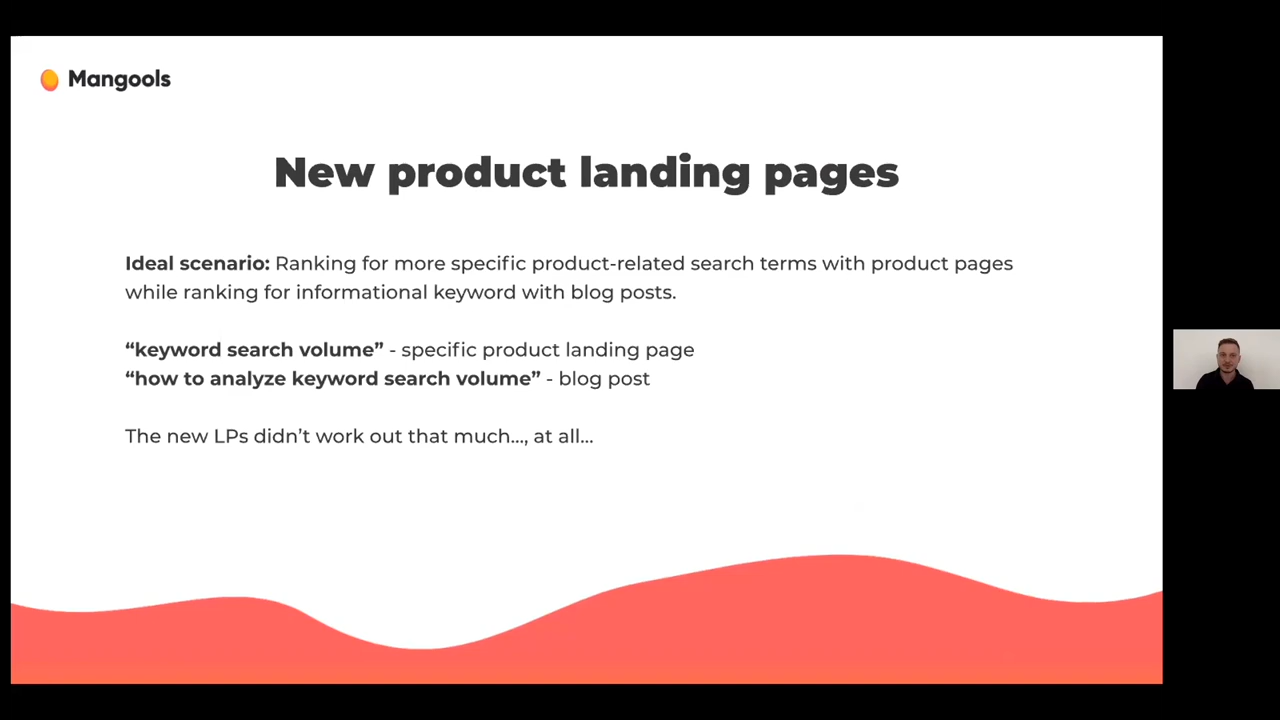 Mangools
New product landing pages
Ideal scenario: Ranking for more specific product-related search terms with product pages
while ranking for informational keyword with blog posts.
“keyword search volume” - specific product landing page
“how to analyze keyword search volume” - blog post
The new LPs didn’t work out that much..., at all...